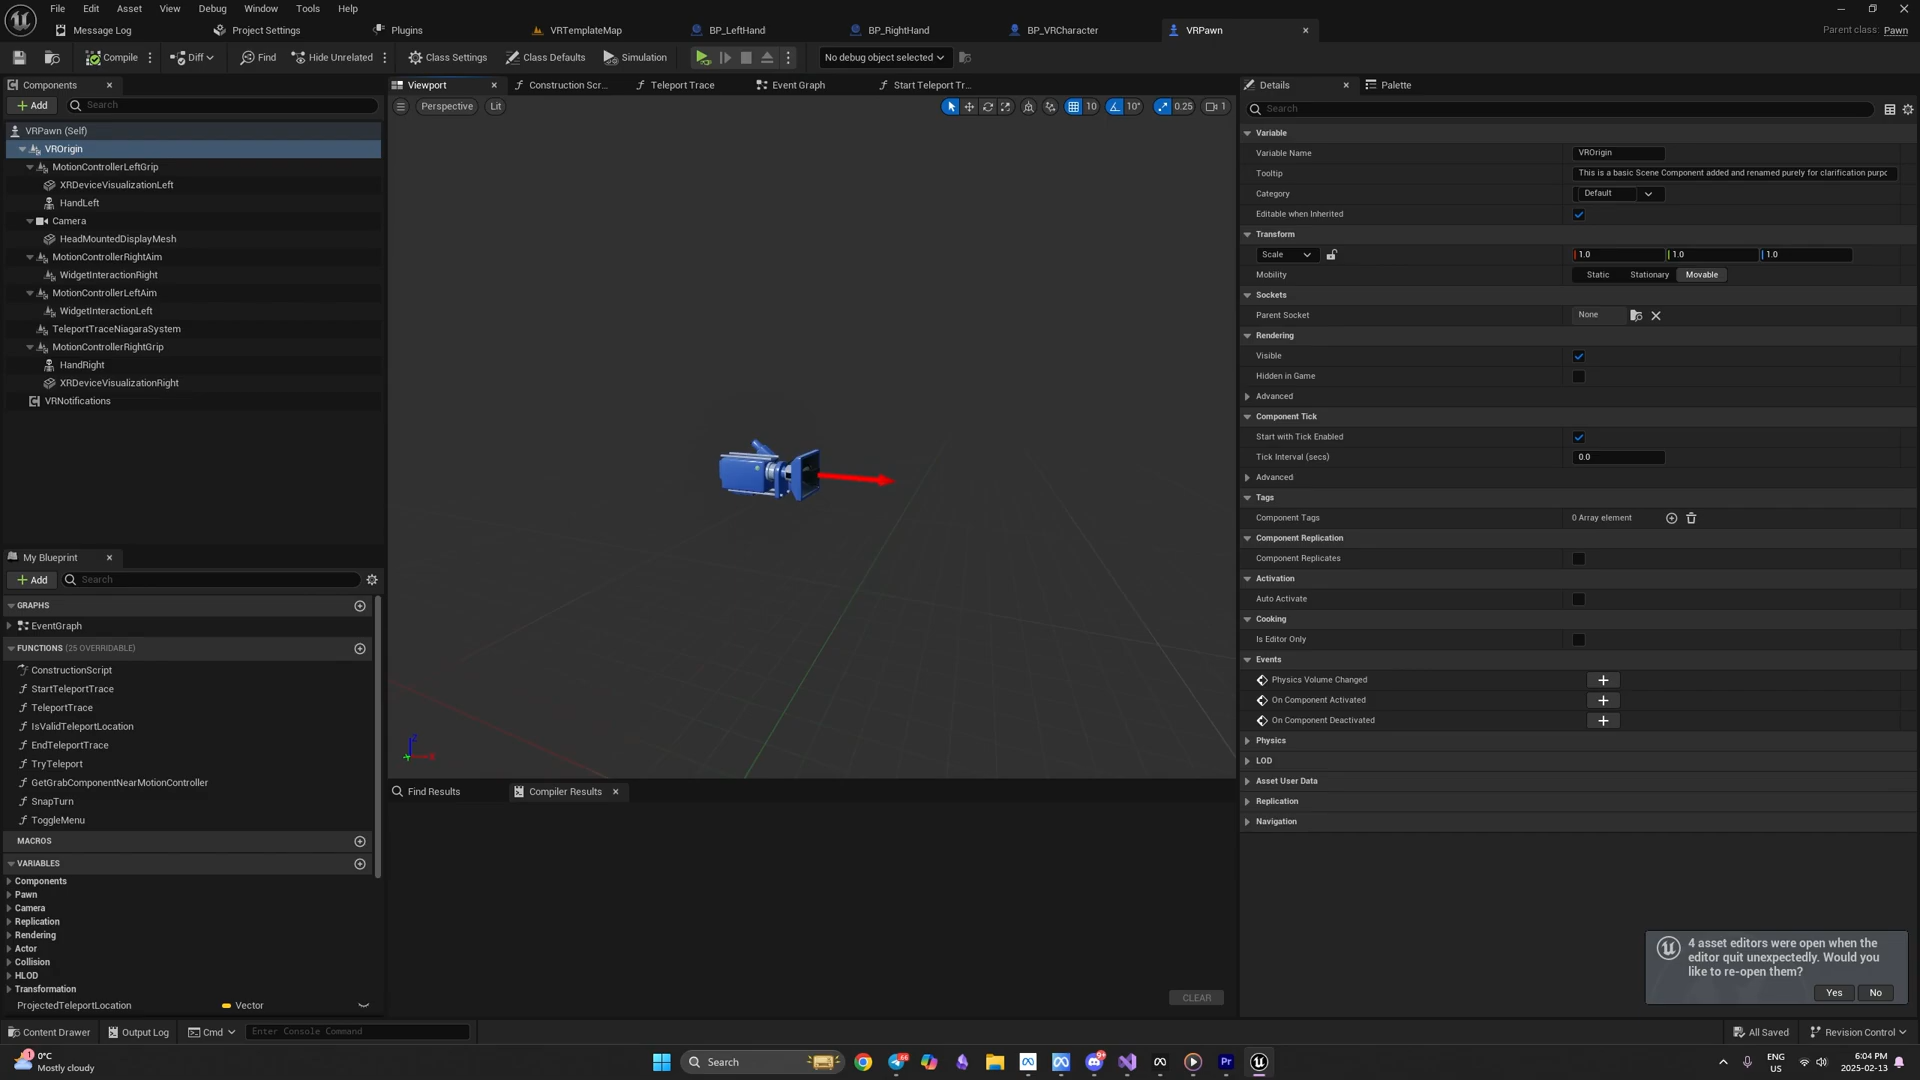 File Edit Asset View Debug Window Tools Help
Message Log Project Settings Plugins VRTemplateMap BP_LeftHand BP_RightHand BP_VRCharacter VRPawn Parent class: Pawn
Compile Diff Find Hide Unrelated Class Settings Class Defaults Simulation No debug object selected
Components
Add Search
VRPawn (Self)
VROrigin
MotionControllerLeftGrip
XRDeviceVisualizationLeft
HandLeft
Camera
HeadMountedDisplayMesh
MotionControllerRightAim
WidgetInteractionRight
MotionControllerLeftAim
WidgetInteractionLeft
TeleportTraceNiagaraSystem
MotionControllerRightGrip
HandRight
XRDeviceVisualizationRight
VRNotifications
My Blueprint
Add Search
GRAPHS
EventGraph
FUNCTIONS (25 OVERRIDABLE)
ConstructionScript
StartTeleportTrace
TeleportTrace
IsValidTeleportLocation
EndTeleportTrace
TryTeleport
GetGrabComponentNearMotionController
SnapTurn
ToggleMenu
MACROS
VARIABLES
Components
Pawn
Camera
Replication
Rendering
Actor
Collision
HLOD
Transformation
ProjectedTeleportLocation Vector
Viewport Construction Scr... Teleport Trace Event Graph Start Teleport Tr...
Perspective Lit 10 10° 0.25 1
Z
Find Results Compiler Results
CLEAR
Details Palette
Search
Variable
Variable Name VROrigin
Tooltip This is a basic Scene Component added and renamed purely for clarification purpo
Category Default
Editable when Inherited
Transform
Scale 1.0 1.0 1.0
Mobility Static Stationary Movable
Sockets
Parent Socket None
Rendering
Visible
Hidden in Game
Advanced
Component Tick
Start with Tick Enabled
Tick Interval (secs) 0.0
Advanced
Tags
Component Tags 0 Array element
Component Replication
Component Replicates
Activation
Auto Activate
Cooking
Is Editor Only
Events
Physics Volume Changed
On Component Activated
On Component Deactivated
Physics
LOD
Asset User Data
Replication
Navigation
4 asset editors were open when the
editor quit unexpectedly. Would you
like to re-open them?
Yes No
Content Drawer Output Log Cmd Enter Console Command All Saved Revision Control
1 0°C
Mostly cloudy
Search
66
Pr
ENG
US
6:04 PM
2025-02-13